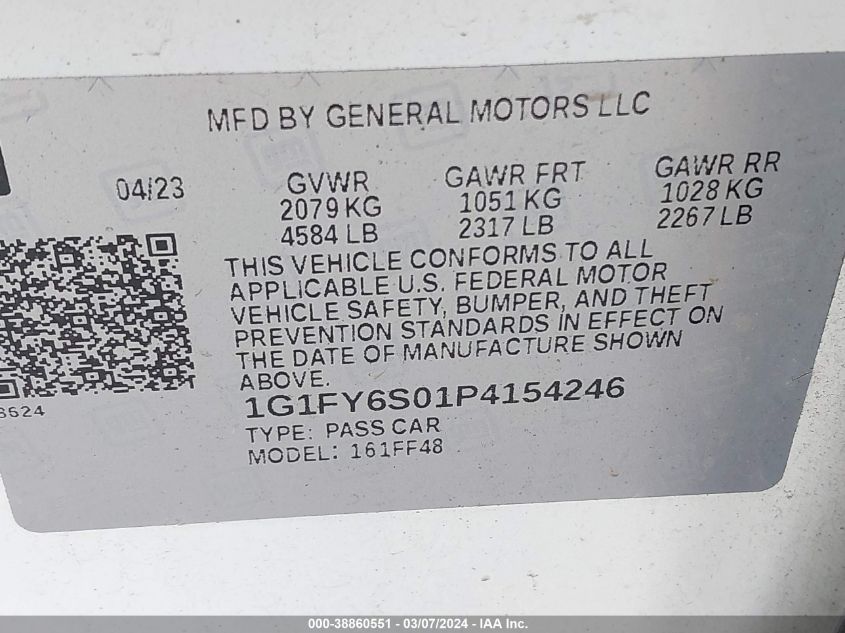 MFD BY GENERAL MOTORS LLC
04/23
GVWR
2079 KG
4584 LB
GAWR FRT
1051 KG
2317 LB
GAWR RR
1028 KG
2267 LB
THIS VEHICLE CONFORMS TO ALL
APPLICABLE U.S. FEDERAL MOTOR
VEHICLE SAFETY, BUMPER, AND THEFT
PREVENTION STANDARDS IN EFFECT ON
THE DATE OF MANUFACTURE SHOWN
ABOVE.
1G1FY6S01P4154246
TYPE: PASS CAR
MODEL: 161FF48
000-38860551 - 03/07/2024 - IAA Inc.